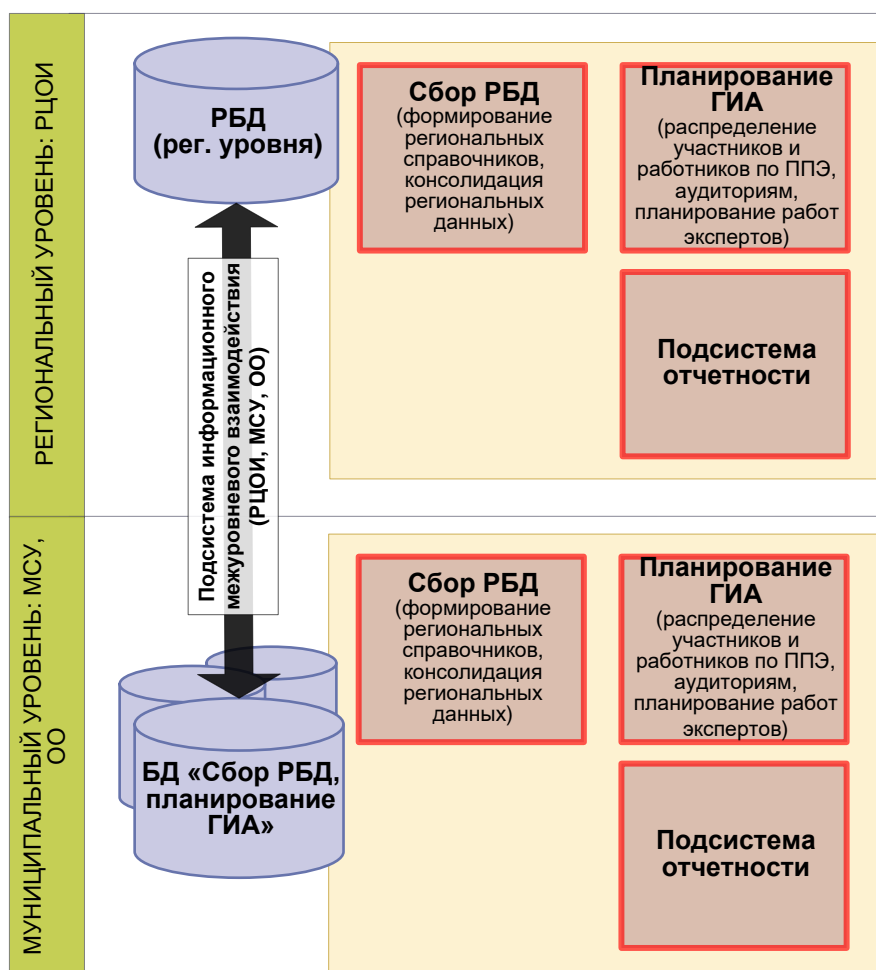 РЕГИОНАЛЬНЫЙ УРОВЕНЬ: РЦОИ
РБД
(рег. уровня)
Сбор РБД
(формирование
региональных
справочников,
консолидация
региональных
данных)
Планирование
ГИА
(распределение
участников и
работников по ППЭ,
аудиториям,
планирование работ
экспертов)
Подсистема
отчетности
Подсистема информационного
межуровневого взаимодействия
(РЦОИ, МСУ, ОО)
МУНИЦИПАЛЬНЫЙ УРОВЕНЬ: МСУ,
ОО
БД «Сбор РБД,
планирование
ГИА»
Сбор РБД
(формирование
региональных
справочников,
консолидация
региональных
данных)
Планирование
ГИА
(распределение
участников и
работников по ППЭ,
аудиториям,
планирование работ
экспертов)
Подсистема
отчетности